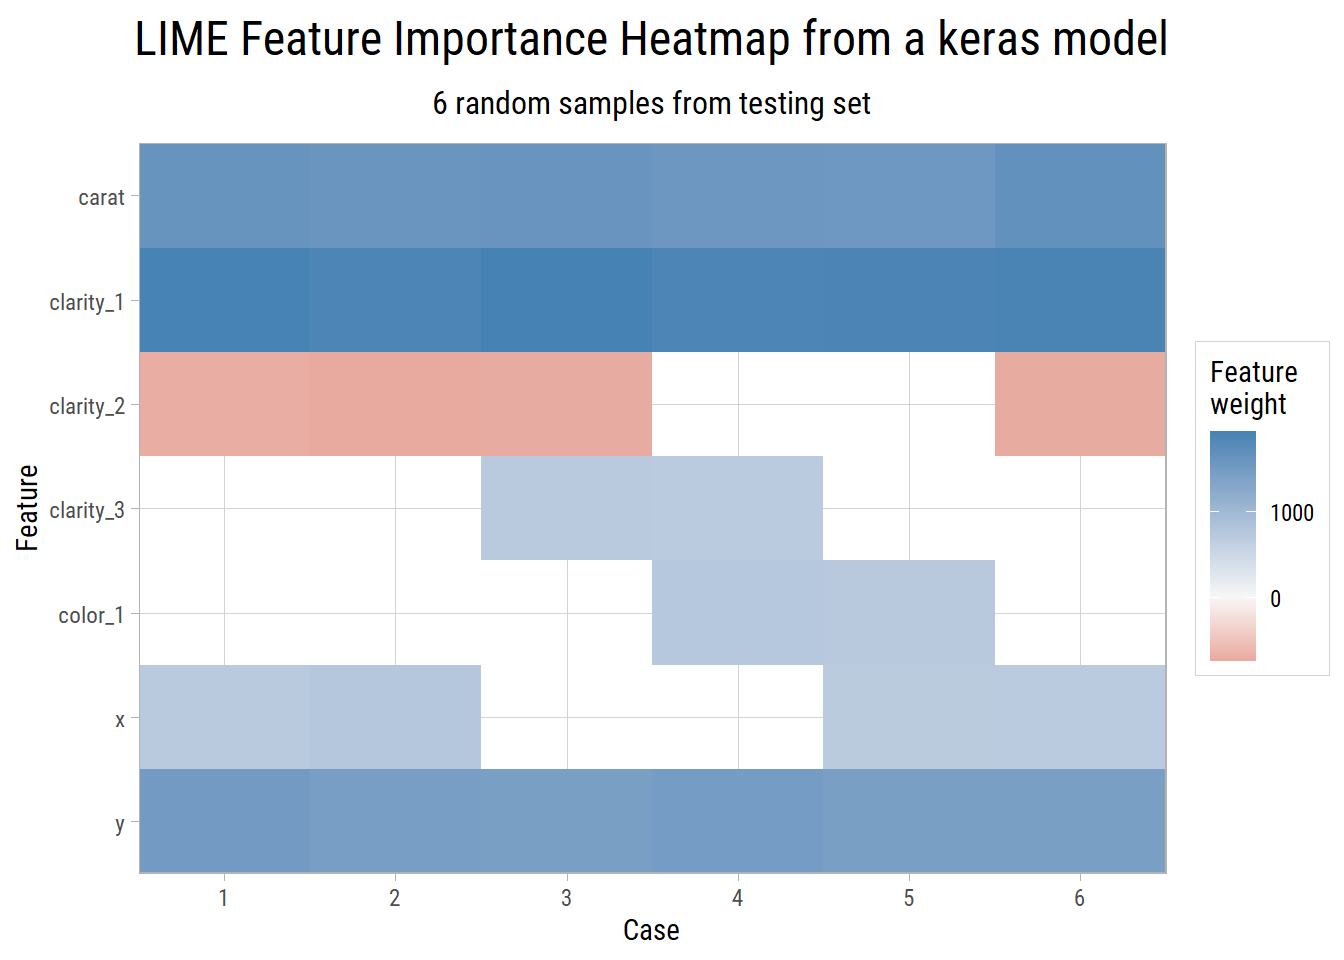 LIME Feature Importance Heatmap from a keras model
6 random samples from testing set
carat
clarity_1
clarity_2
clarity_3
color_1
x
y
Feature
1
2
3
4
5
6
Case
Feature
weight
1000
0